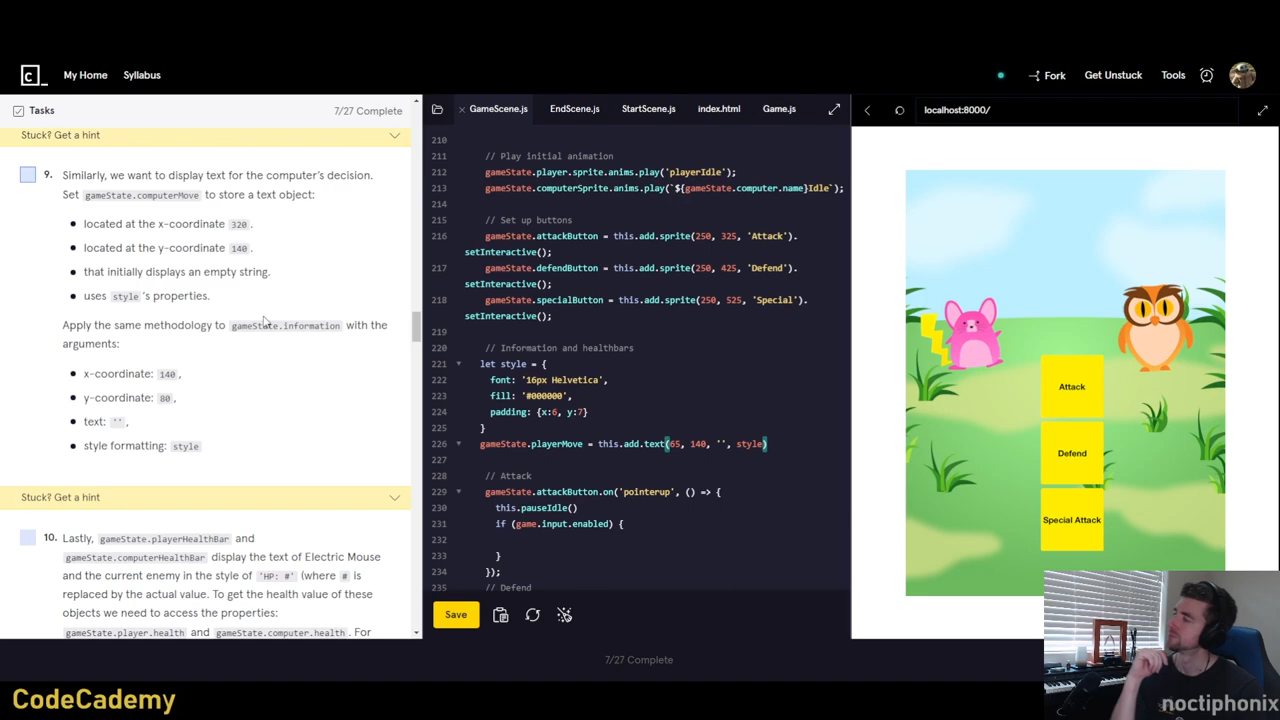 C_
My Home
Syllabus
Fork
Get Unstuck
Tools
Tasks
7/27 Complete
Stuck? Get a hint
9. Similarly, we want to display text for the computer's decision.
Set gameState.computerMove to store a text object:
located at the x-coordinate 320 .
located at the y-coordinate 140 .
that initially displays an empty string.
uses style 's properties.
Apply the same methodology to gameState.information with the
arguments:
x-coordinate: 140 ,
y-coordinate: 80 ,
text: '' ,
style formatting: style
Stuck? Get a hint
10. Lastly, gameState.playerHealthBar and
gameState.computerHealthBar display the text of Electric Mouse
and the current enemy in the style of 'HP: #' (where # is
replaced by the actual value. To get the health value of these
objects we need to access the properties:
gameState.player.health and gameState.computer.health . For
GameScene.js
EndScene.js
StartScene.js
index.html
Game.js
210
211 // Play initial animation
212 gameState.player.sprite.anims.play('playerIdle');
213 gameState.computerSprite.anims.play(`${gameState.computer.name}Idle`);
214
215 // Set up buttons
216 gameState.attackButton = this.add.sprite(250, 325, 'Attack').
setInteractive();
217 gameState.defendButton = this.add.sprite(250, 425, 'Defend').
setInteractive();
218 gameState.specialButton = this.add.sprite(250, 525, 'Special').
setInteractive();
219
220 // Information and healthbars
221 let style = {
222 font: '16px Helvetica',
223 fill: '#000000',
224 padding: {x:6, y:7}
225 }
226 gameState.playerMove = this.add.text(65, 140, '', style)
227
228 // Attack
229 gameState.attackButton.on('pointerup', () => {
230 this.pauseIdle()
231 if (game.input.enabled) {
232
233 }
234 });
235 // Defend
Save
localhost:8000/
Attack
Defend
Special Attack
7/27 Complete
CodeCademy
noctiphonix